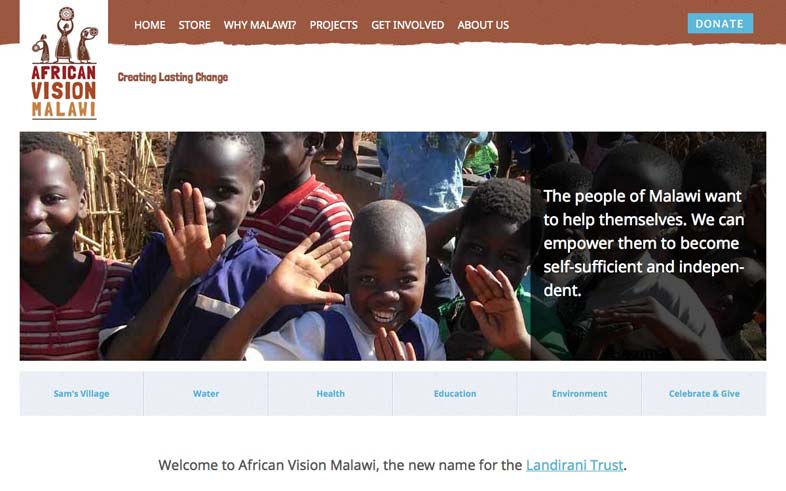 HOME STORE WHY MALAWI? PROJECTS GET INVOLVED ABOUT US DONATE
AFRICAN
VISION
MALAWI
Creating Lasting Change
The people of Malawi want
to help themselves. We can
empower them to become
self-sufficient and indepen-
dent.
Sam's Village Water Health Education Environment Celebrate & Give
Welcome to African Vision Malawi, the new name for the Landirani Trust.